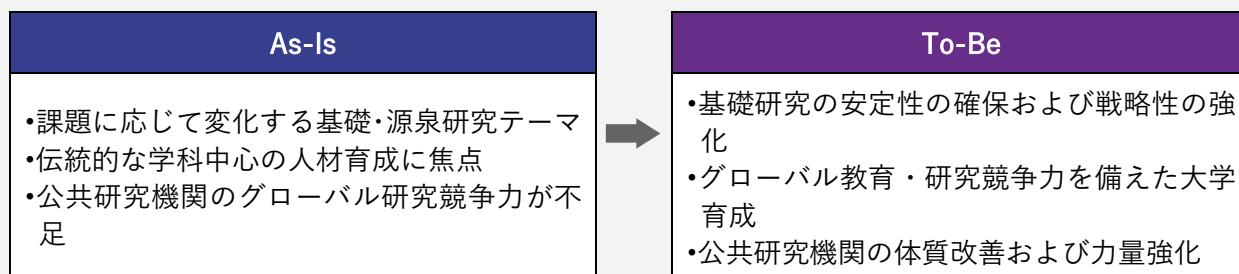 As-Is
•課題に応じて変化する基礎･源泉研究テーマ
•伝統的な学科中心の人材育成に焦点
•公共研究機関のグローバル研究競争力が不
足
To-Be
•基礎研究の安定性の確保および戦略性の強
化
•グローバル教育・研究競争力を備えた大学
育成
•公共研究機関の体質改善および力量強化